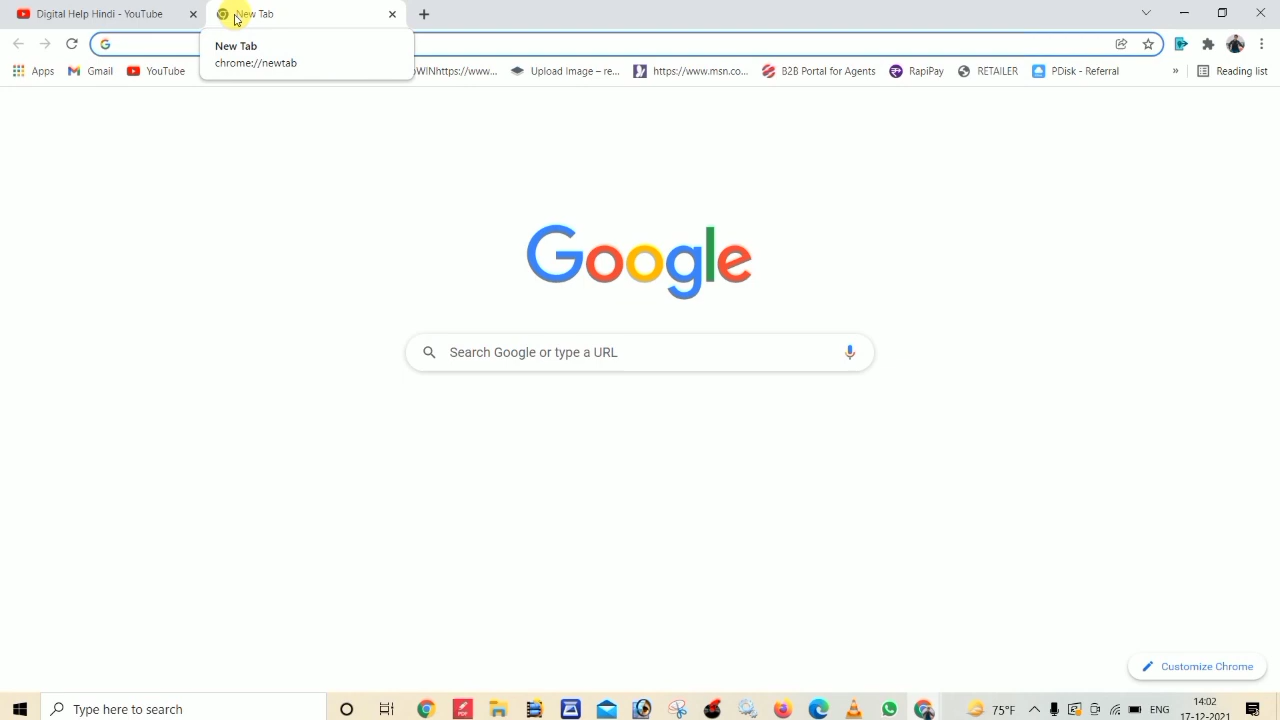 Digital Help Hindi - YouTube
New Tab
New Tab
chrome://newtab
Apps
Gmail
YouTube
WINhttps://www...
Upload Image – re...
https://www.msn.co...
B2B Portal for Agents
RapiPay
RETAILER
PDisk - Referral
»
Reading list
Google
Search Google or type a URL
Customize Chrome
Type here to search
PDF
75°F
ENG
14:02
17-12-2021